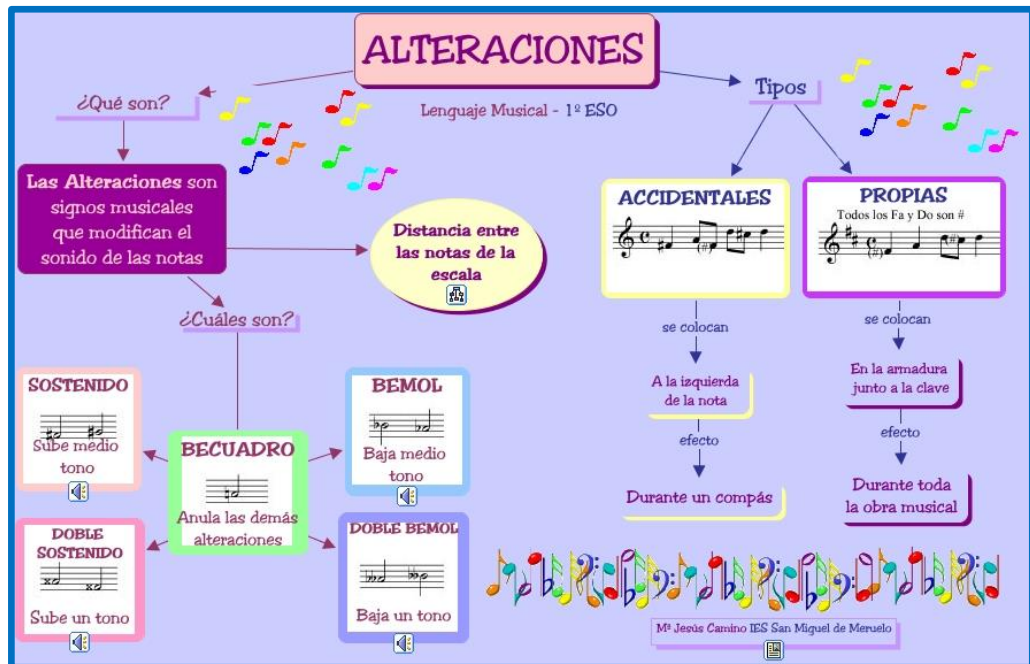 ALTERACIONES
Lenguaje Musical - 1º ESO
¿Qué son?
Las Alteraciones son
signos musicales
que modifican el
sonido de las notas
Distancia entre
las notas de la
escala
¿Cuáles son?
SOSTENIDO
Sube medio
tono
BEMOL
Baja medio
tono
BECUADRO
Anula las demás
alteraciones
DOBLE
SOSTENIDO
Sube un tono
DOBLE BEMOL
Baja un tono
Tipos
ACCIDENTALES
se colocan
A la izquierda
de la nota
efecto
Durante un compás
PROPIAS
Todos los Fa y Do son #
se colocan
En la armadura
junto a la clave
efecto
Durante toda
la obra musical
Mª Jesús Camino IES San Miguel de Meruelo